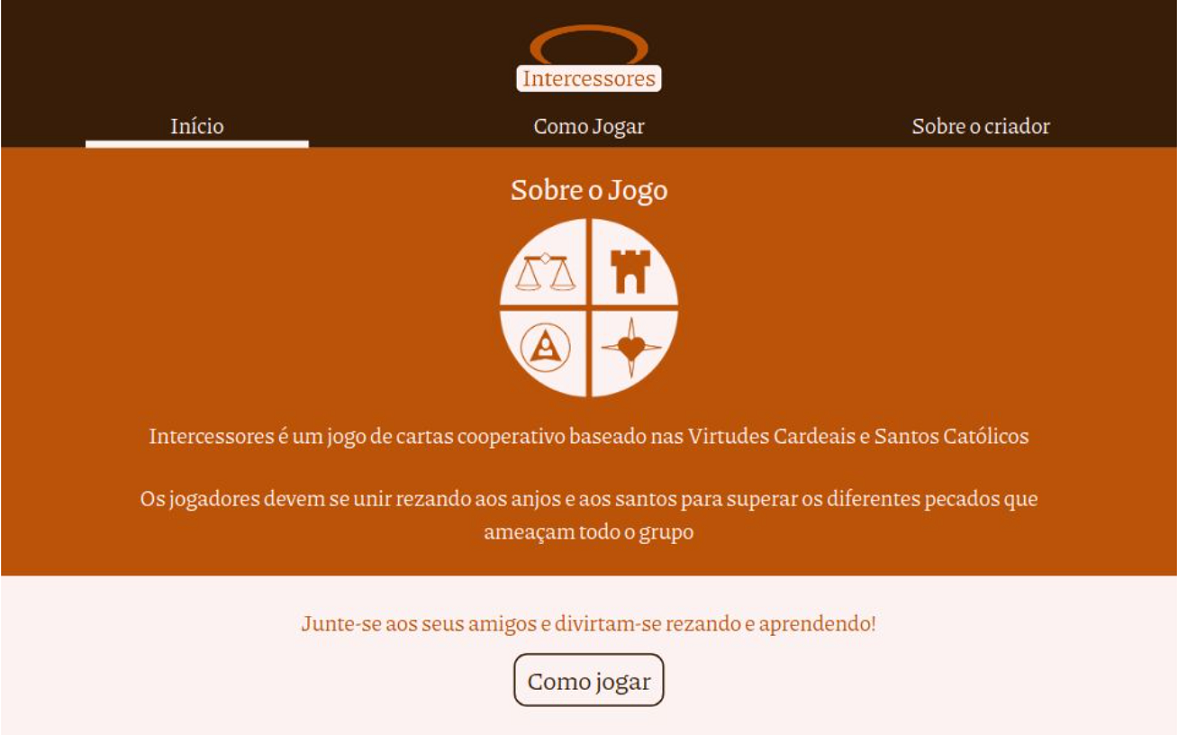 Intercessores
Início
Como Jogar
Sobre o criador
Sobre o Jogo
Intercessores é um jogo de cartas cooperativo baseado nas Virtudes Cardeais e Santos Católicos
Os jogadores devem se unir rezando aos anjos e aos santos para superar os diferentes pecados que
ameaçam todo o grupo
Junte-se aos seus amigos e divirtam-se rezando e aprendendo!
Como jogar